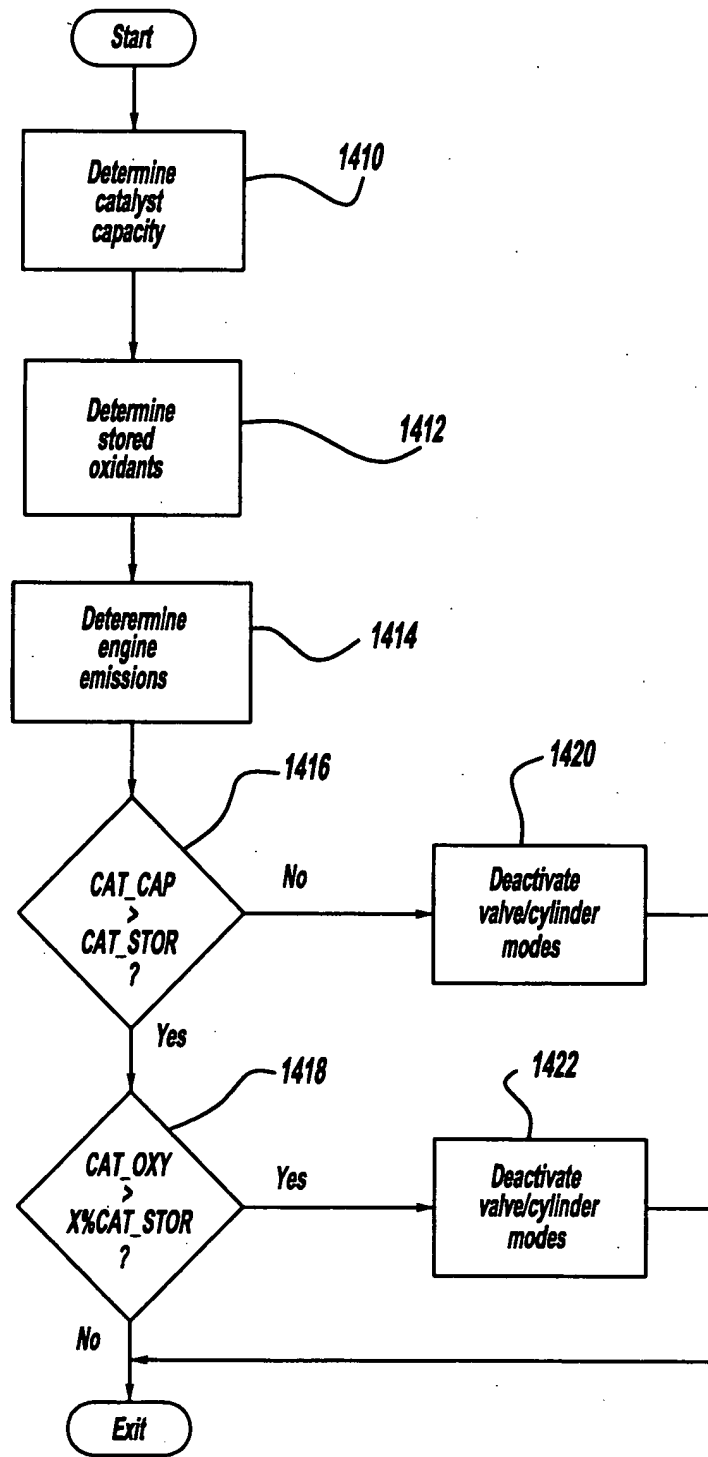 Start
1410
Determine
catalyst
capacity
1412
Determine
stored
oxidants
Deterermine
engine
emissions
1414
1416
1420
CAT_CAP
>
CAT_STOR
?
No
Deactivate
valve/cylinder
modes
Yes
1418
1422
CAT_OXY
>
X%CAT_STOR
?
Yes
Deactivate
valve/cylinder
modes
No
Exit